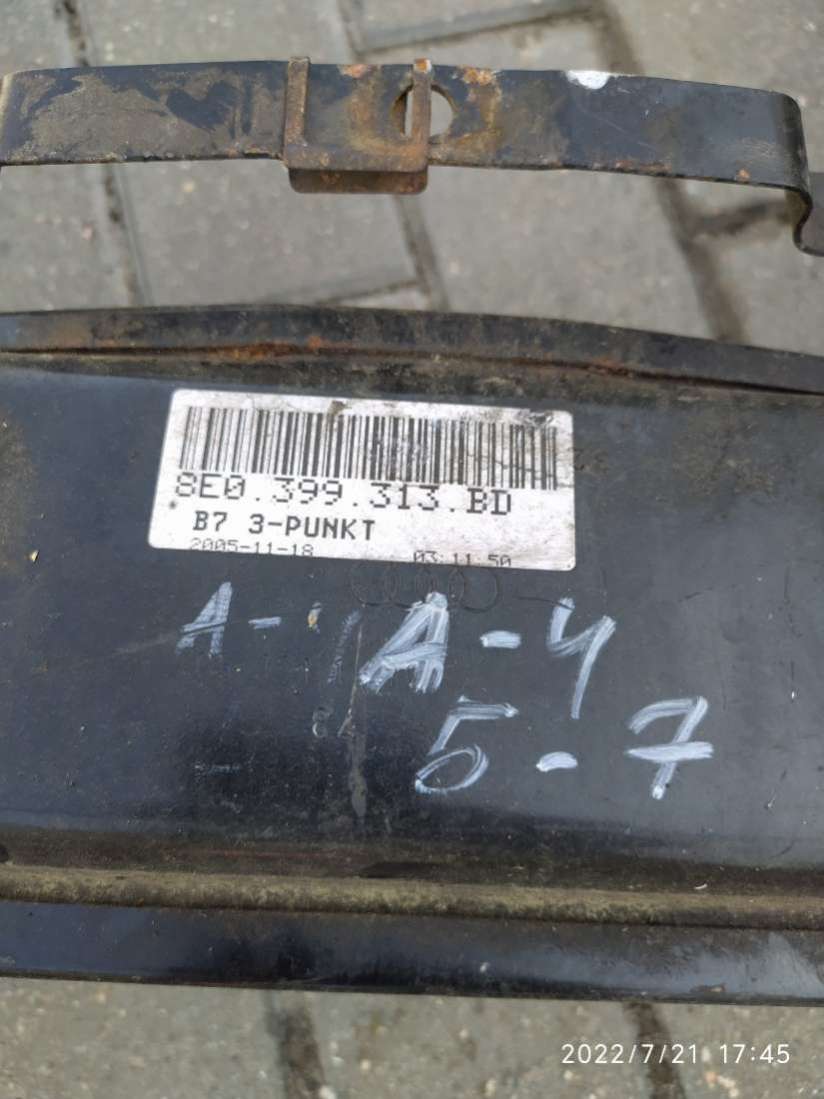 8E0.399.313.BD
B7 3-PUNKT
2005-11-18 03:11:50
A-
A-4
5-7
2022/7/21 17:45